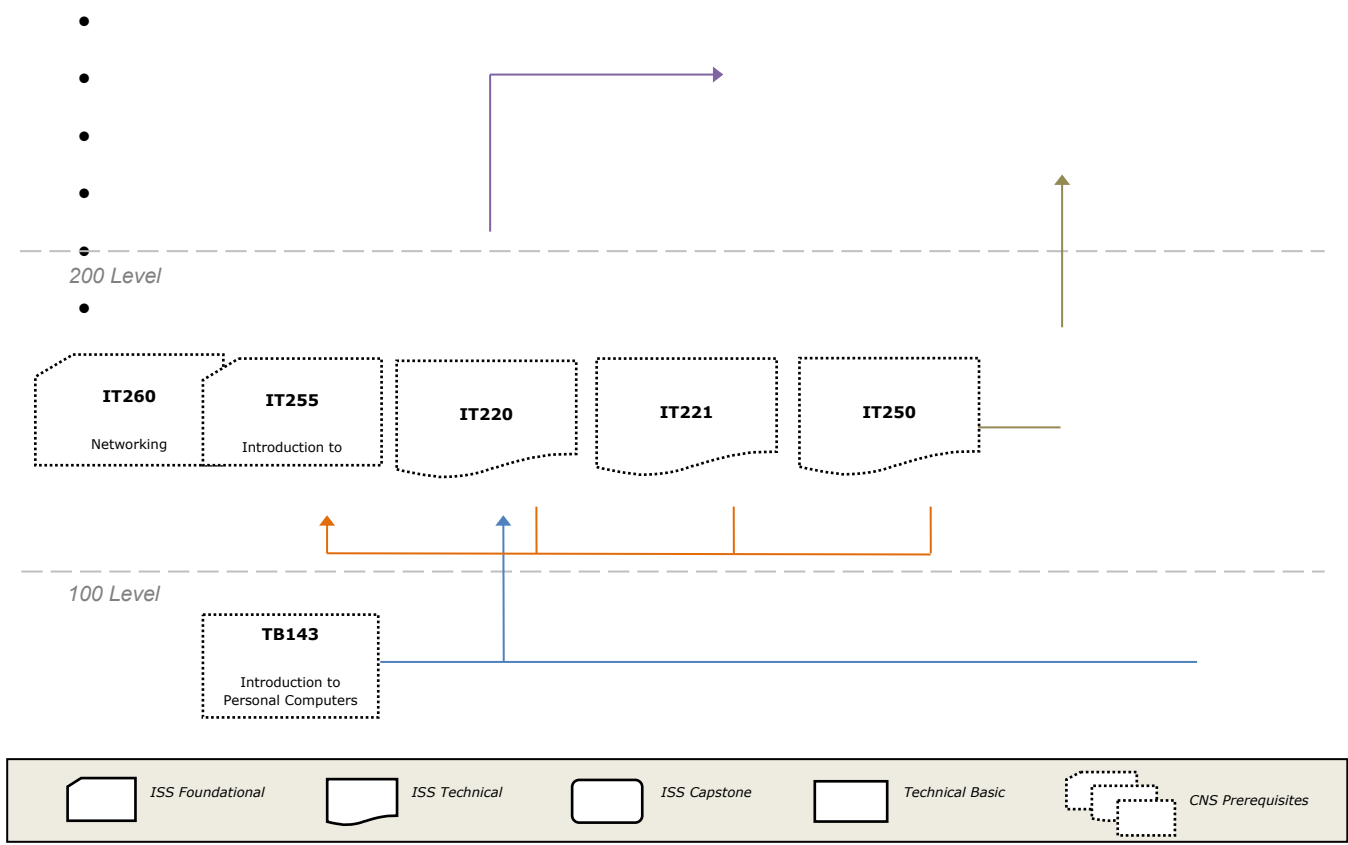 200 Level
IT260
Networking
IT255
Introduction to
IT220
IT221
IT250
100 Level
TB143
Introduction to
Personal Computers
ISS Foundational
ISS Technical
ISS Capstone
Technical Basic
CNS Prerequisites